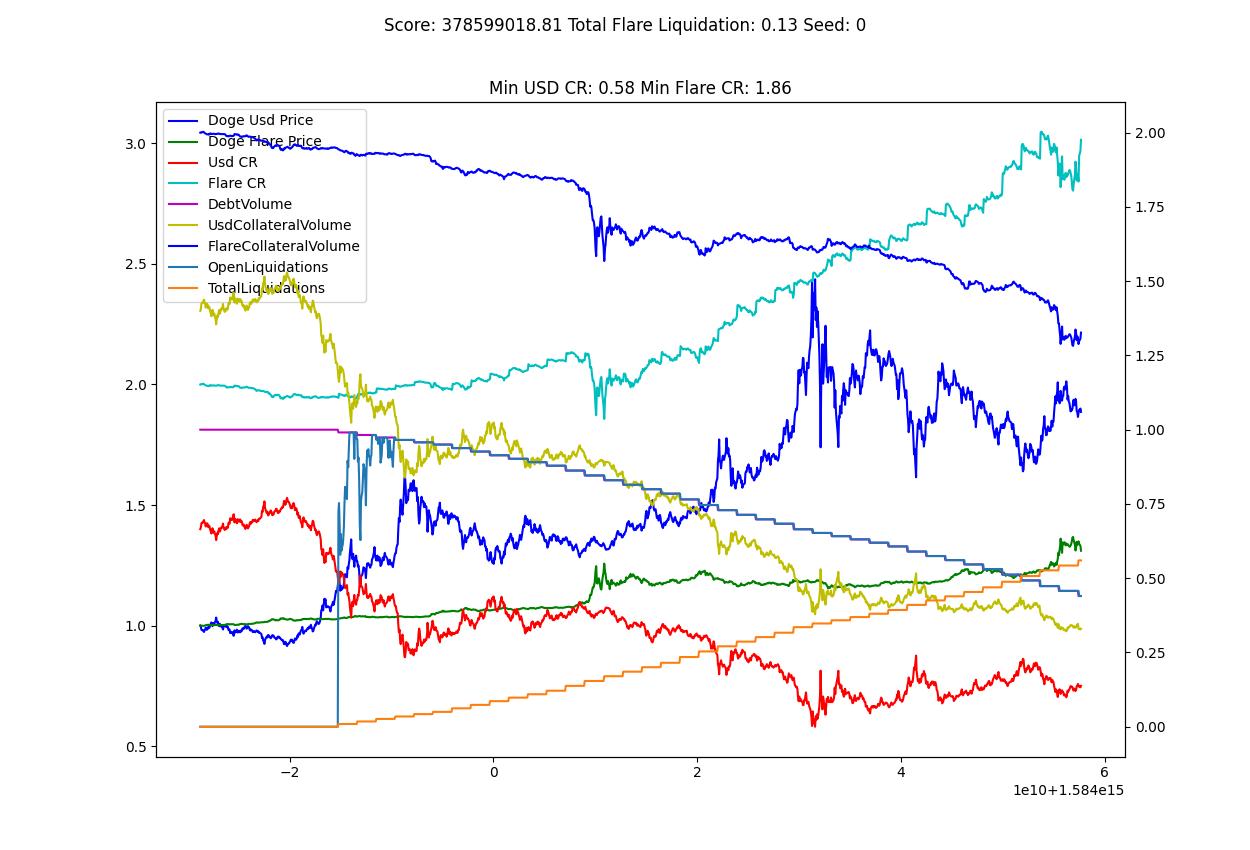 Score: 378599018.81 Total Flare Liquidation: 0.13 Seed: 0
Min USD CR: 0.58 Min Flare CR: 1.86
Doge Usd Price
Doge Flare Price
Usd CR
Flare CR
DebtVolume
UsdCollateralVolume
FlareCollateralVolume
OpenLiquidations
TotalLiquidations
3.0
2.5
2.0
1.5
1.0
0.5
2.00
1.75
1.50
1.25
1.00
0.75
0.50
0.25
0.00
−2 0 2 4 6
1e10+1.584e15